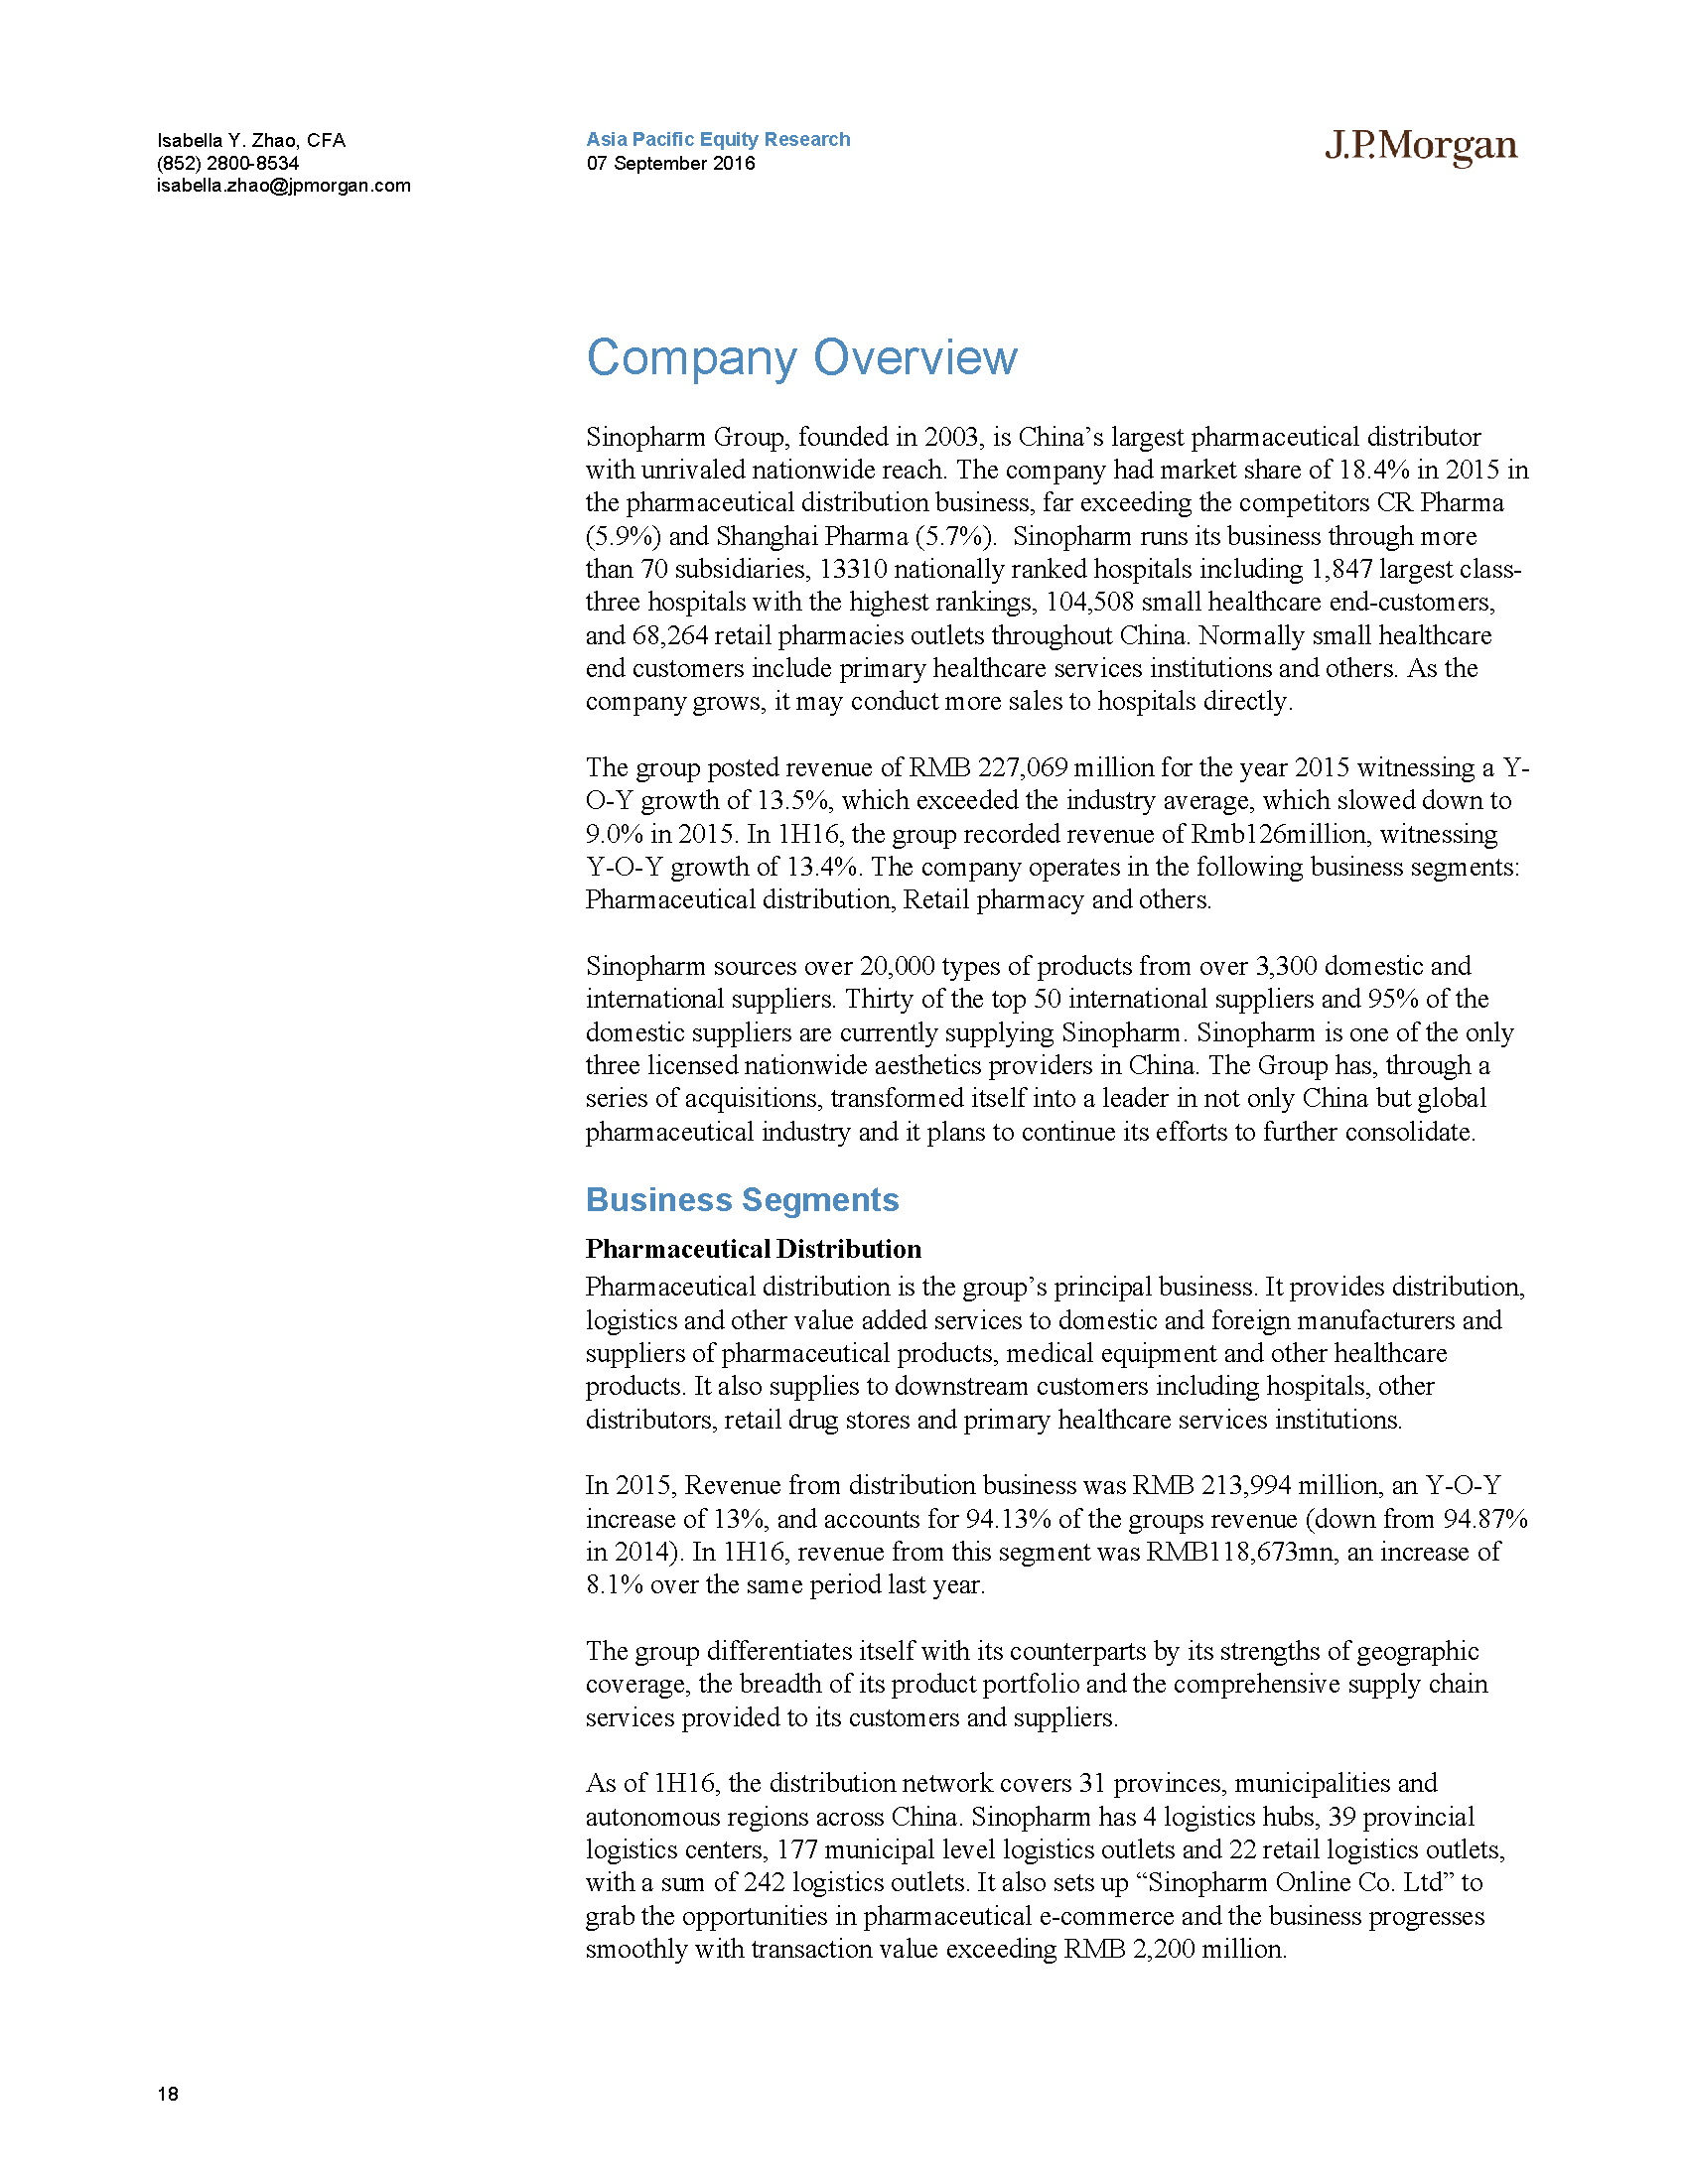 Isabella Y. Zhao, CFA
(852) 2800-8534
isabella.zhao@jpmorgan.com
Asia Pacific Equity Research
07 September 2016
J.P.Morgan
Company Overview
Sinopharm Group, founded in 2003, is China’s largest pharmaceutical distributor
with unrivaled nationwide reach. The company had market share of 18.4% in 2015 in
the pharmaceutical distribution business, far exceeding the competitors CR Pharma
(5.9%) and Shanghai Pharma (5.7%).  Sinopharm runs its business through more
than 70 subsidiaries, 13310 nationally ranked hospitals including 1,847 largest class-
three hospitals with the highest rankings, 104,508 small healthcare end-customers,
and 68,264 retail pharmacies outlets throughout China. Normally small healthcare
end customers include primary healthcare services institutions and others. As the
company grows, it may conduct more sales to hospitals directly.
The group posted revenue of RMB 227,069 million for the year 2015 witnessing a Y-
O-Y growth of 13.5%, which exceeded the industry average, which slowed down to
9.0% in 2015. In 1H16, the group recorded revenue of Rmb126million, witnessing
Y-O-Y growth of 13.4%. The company operates in the following business segments:
Pharmaceutical distribution, Retail pharmacy and others.
Sinopharm sources over 20,000 types of products from over 3,300 domestic and
international suppliers. Thirty of the top 50 international suppliers and 95% of the
domestic suppliers are currently supplying Sinopharm. Sinopharm is one of the only
three licensed nationwide aesthetics providers in China. The Group has, through a
series of acquisitions, transformed itself into a leader in not only China but global
pharmaceutical industry and it plans to continue its efforts to further consolidate.
Business Segments
Pharmaceutical Distribution
Pharmaceutical distribution is the group’s principal business. It provides distribution,
logistics and other value added services to domestic and foreign manufacturers and
suppliers of pharmaceutical products, medical equipment and other healthcare
products. It also supplies to downstream customers including hospitals, other
distributors, retail drug stores and primary healthcare services institutions.
In 2015, Revenue from distribution business was RMB 213,994 million, an Y-O-Y
increase of 13%, and accounts for 94.13% of the groups revenue (down from 94.87%
in 2014). In 1H16, revenue from this segment was RMB118,673mn, an increase of
8.1% over the same period last year.
The group differentiates itself with its counterparts by its strengths of geographic
coverage, the breadth of its product portfolio and the comprehensive supply chain
services provided to its customers and suppliers.
As of 1H16, the distribution network covers 31 provinces, municipalities and
autonomous regions across China. Sinopharm has 4 logistics hubs, 39 provincial
logistics centers, 177 municipal level logistics outlets and 22 retail logistics outlets,
with a sum of 242 logistics outlets. It also sets up “Sinopharm Online Co. Ltd” to
grab the opportunities in pharmaceutical e-commerce and the business progresses
smoothly with transaction value exceeding RMB 2,200 million.
18